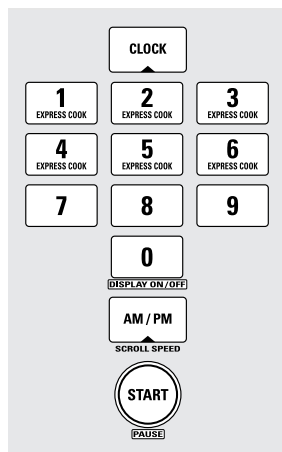 CLOCK
1 2 3
EXPRESS COOK EXPRESS COOK EXPRESS COOK
4 5 6
EXPRESS COOK EXPRESS COOK EXPRESS COOK
7 8 9
0
DISPLAY ON/OFF
AM / PM
SCROLL SPEED
START
PAUSE